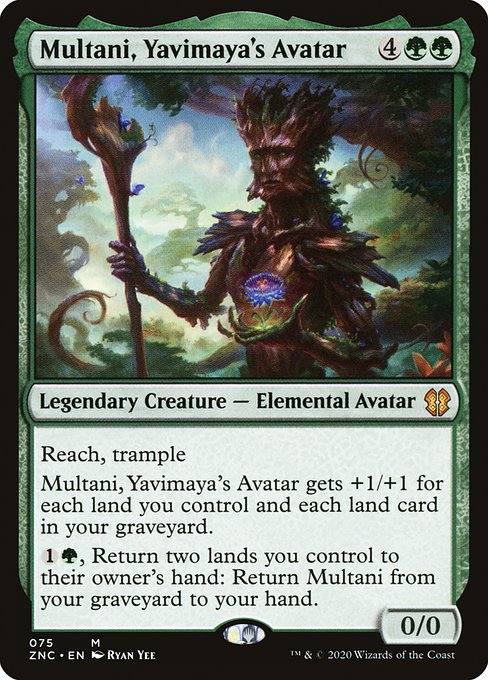 Multani, Yavimaya's Avatar 4
Legendary Creature — Elemental Avatar
Reach, trample
Multani, Yavimaya's Avatar gets +1/+1 for
each land you control and each land card
in your graveyard.
1, Return two lands you control to
their owner's hand: Return Multani from
your graveyard to your hand.
0/0
075 M
ZNC • EN Ryan Yee
™ & © 2020 Wizards of the Coast